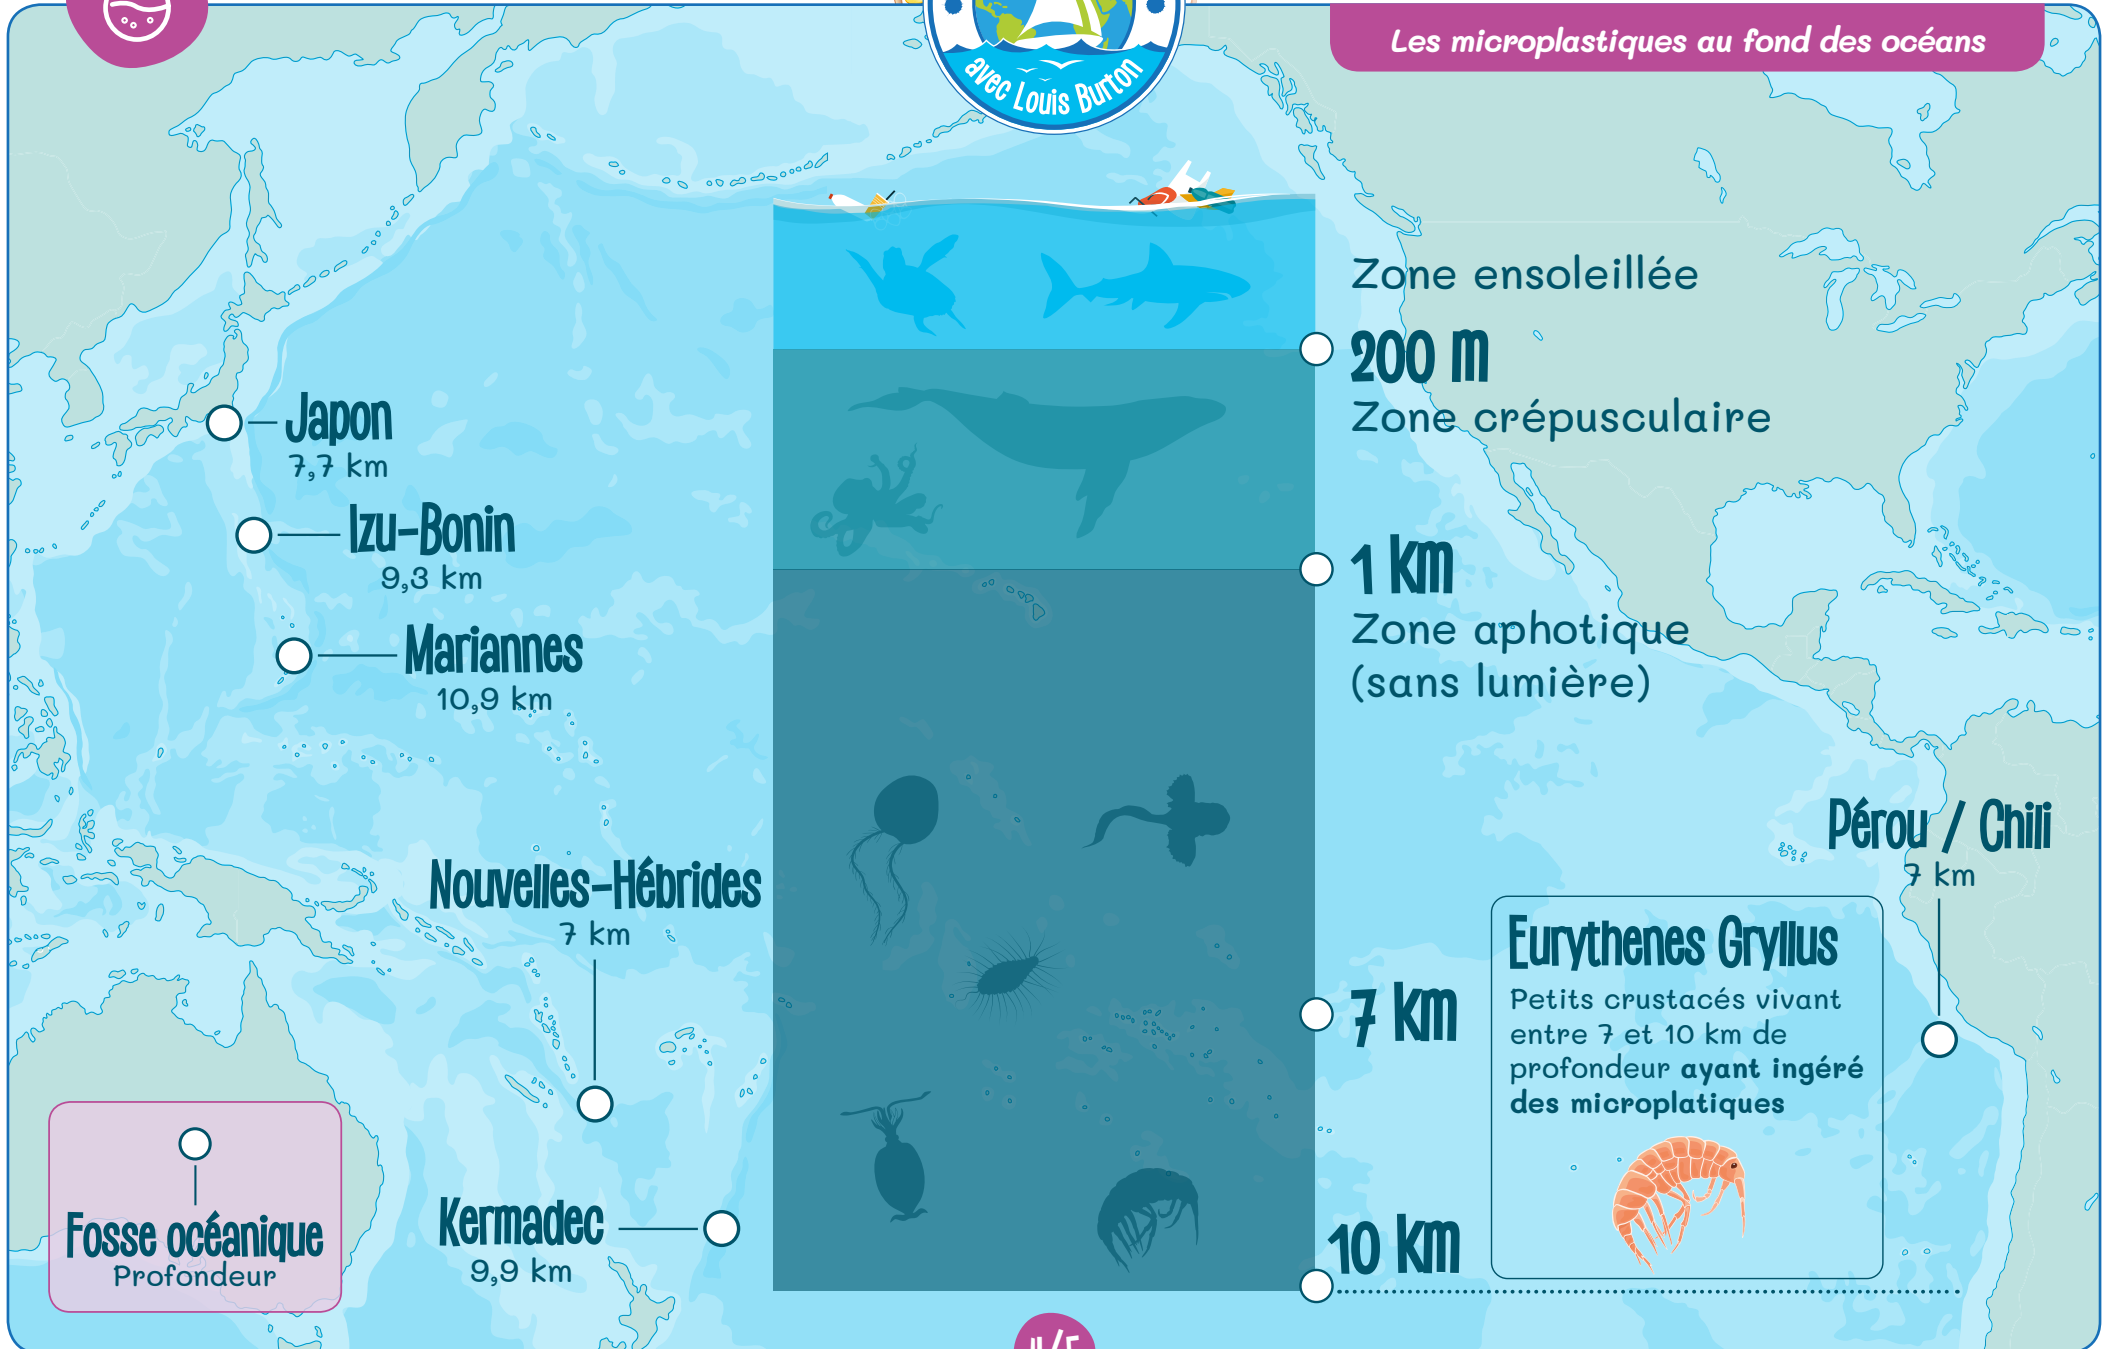 avec Louis Burton
Les microplastiques au fond des océans
Zone ensoleillée
200 m
Zone crépusculaire
1 km
Zone aphotique
(sans lumière)
7 km
10 km
Japon
7,7 km
Izu-Bonin
9,3 km
Mariannes
10,9 km
Nouvelles-Hébrides
7 km
Kermadec
9,9 km
Pérou / Chili
7 km
Eurythenes Gryllus
Petits crustacés vivant
entre 7 et 10 km de
profondeur ayant ingéré
des microplatiques
Fosse océanique
Profondeur